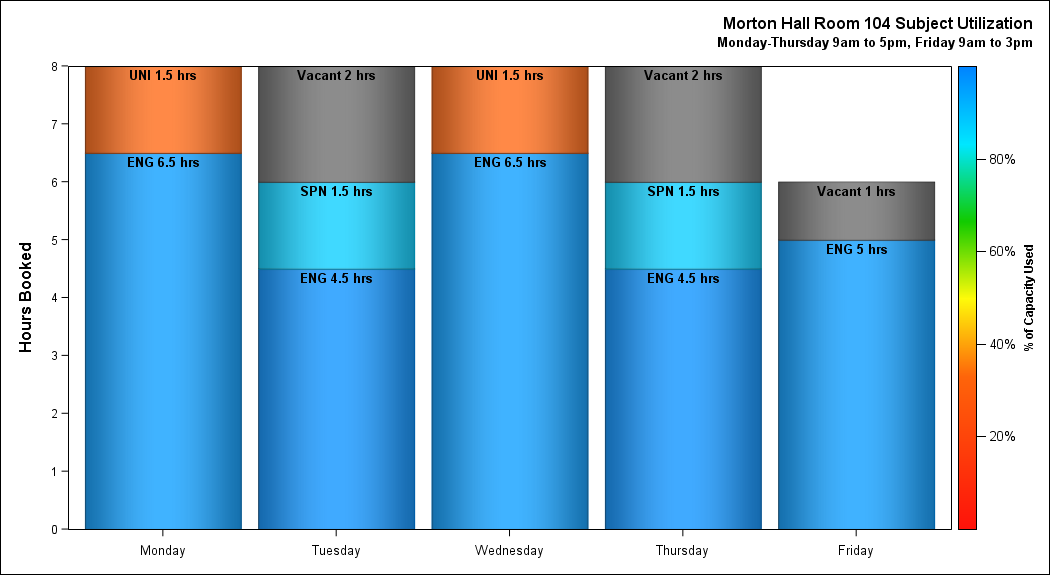 Morton Hall Room 104 Subject Utilization
Monday-Thursday 9am to 5pm, Friday 9am to 3pm
Hours Booked
8
7
6
5
4
3
2
1
0
UNI 1.5 hrs
ENG 6.5 hrs
Vacant 2 hrs
SPN 1.5 hrs
ENG 4.5 hrs
UNI 1.5 hrs
ENG 6.5 hrs
Vacant 2 hrs
SPN 1.5 hrs
ENG 4.5 hrs
Vacant 1 hrs
ENG 5 hrs
Monday
Tuesday
Wednesday
Thursday
Friday
80%
60%
40%
20%
% of Capacity Used